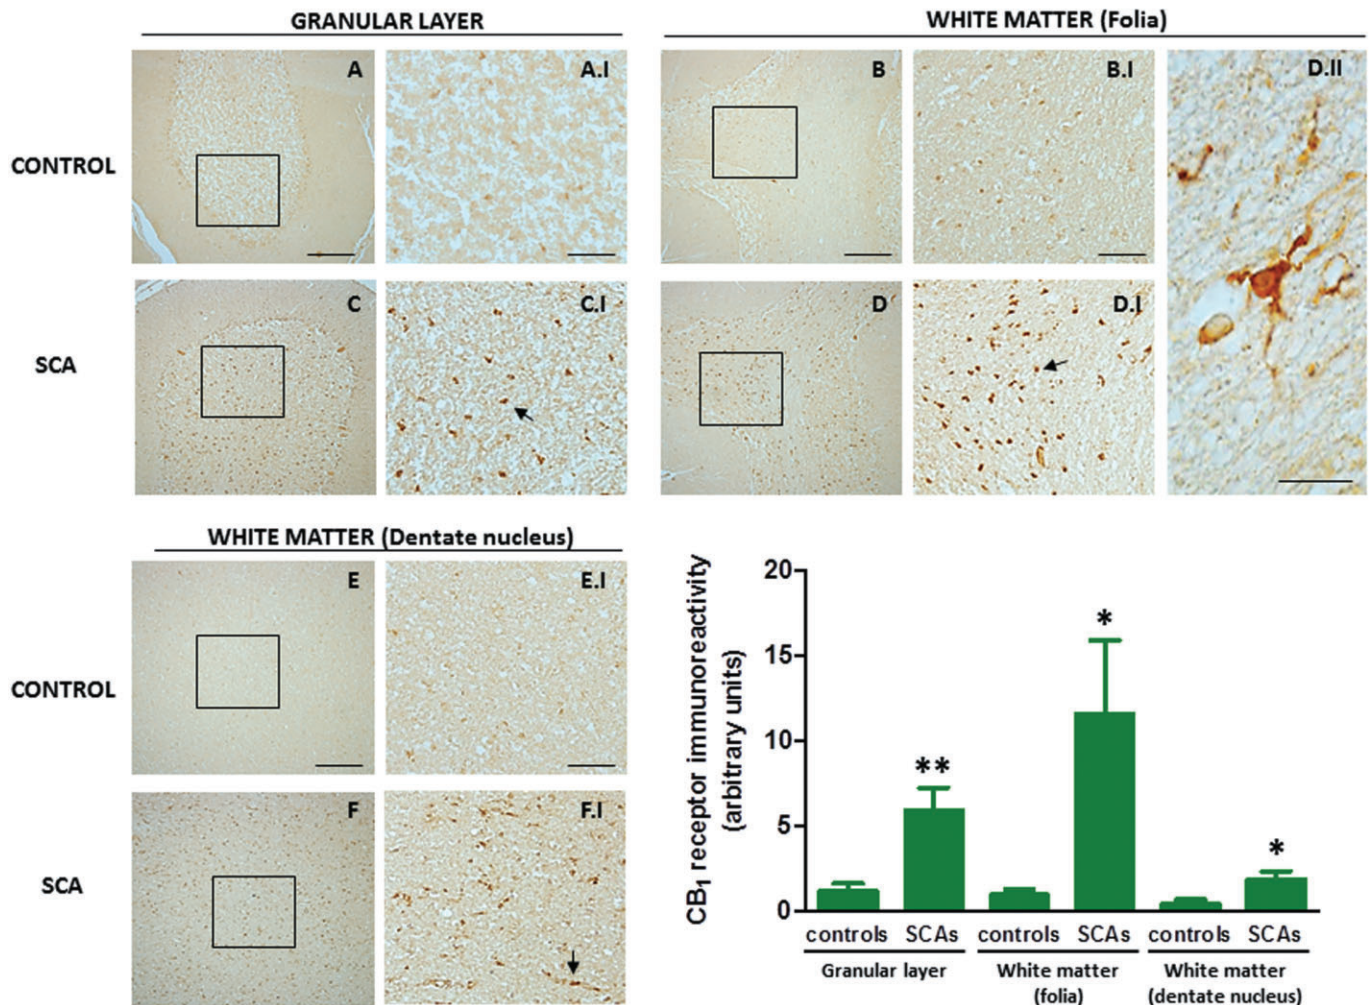 GRANULAR LAYER
WHITE MATTER (Folia)
A
A.I
B
B.I
D.II
CONTROL
C
C.I
D
D.I
SCA
WHITE MATTER (Dentate nucleus)
E
E.I
CONTROL
F
F.I
SCA
CB1 receptor immunoreactivity
(arbitrary units)
20
15
10
5
0
**
*
*
controls SCAs controls SCAs controls SCAs
Granular layer
White matter
(folia)
White matter
(dentate nucleus)